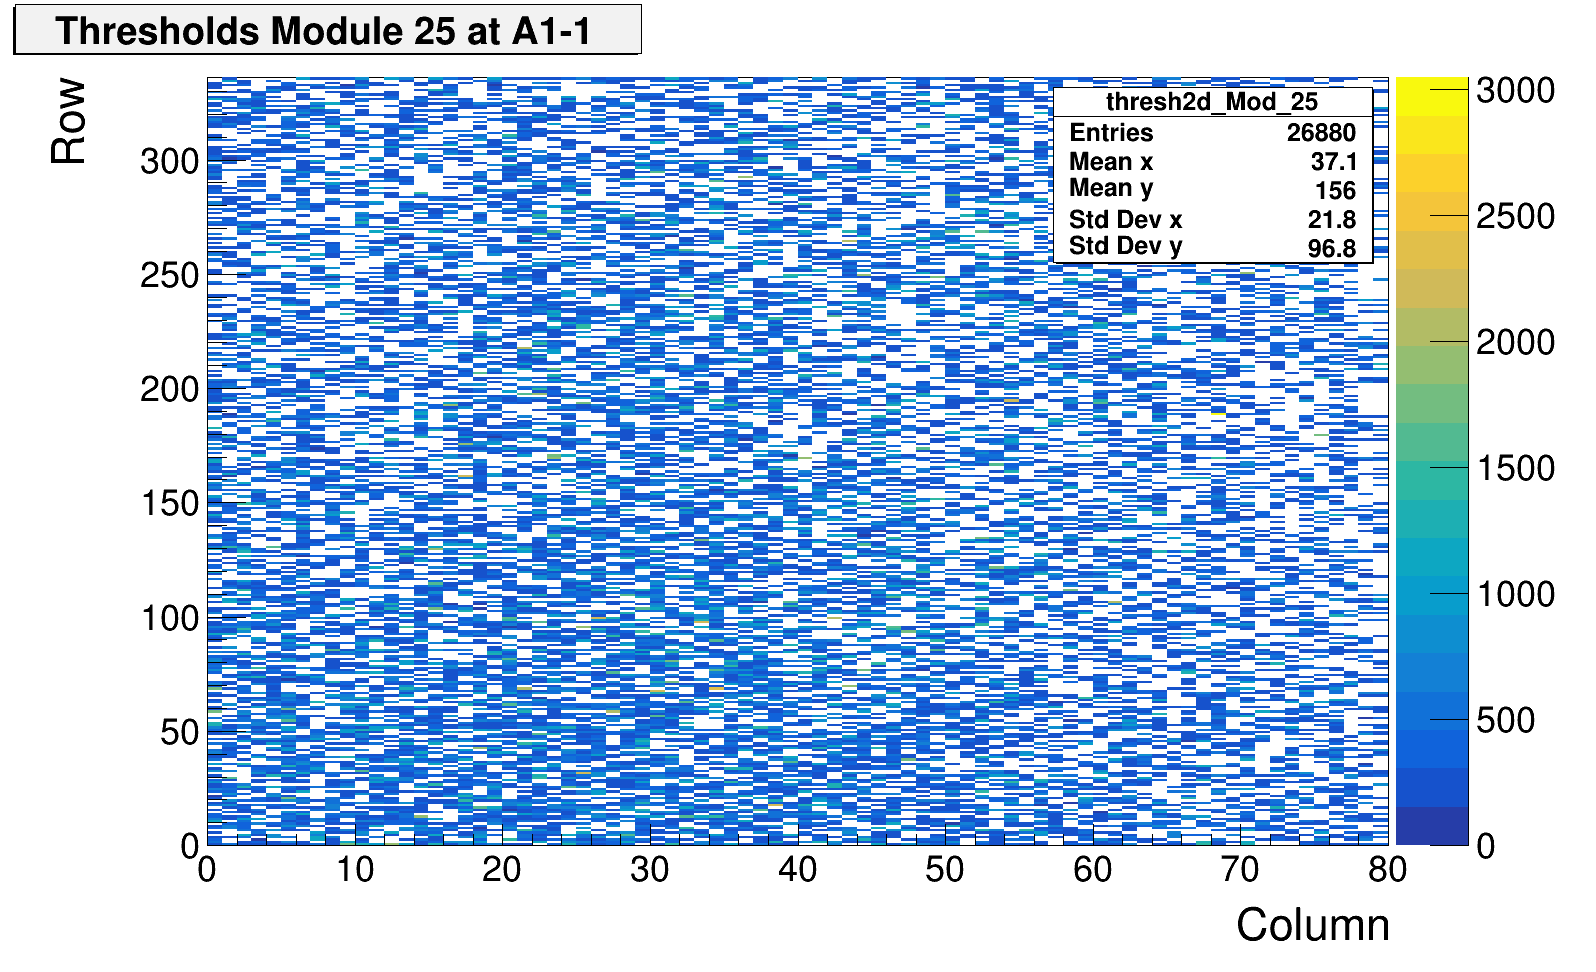 Thresholds Module 25 at A1-1
Row
thresh2d_Mod_25
Entries 26880
Mean x 37.1
Mean y 156
Std Dev x 21.8
Std Dev y 96.8
300
250
200
150
100
50
0
0 10 20 30 40 50 60 70 80
Column
3000
2500
2000
1500
1000
500
0